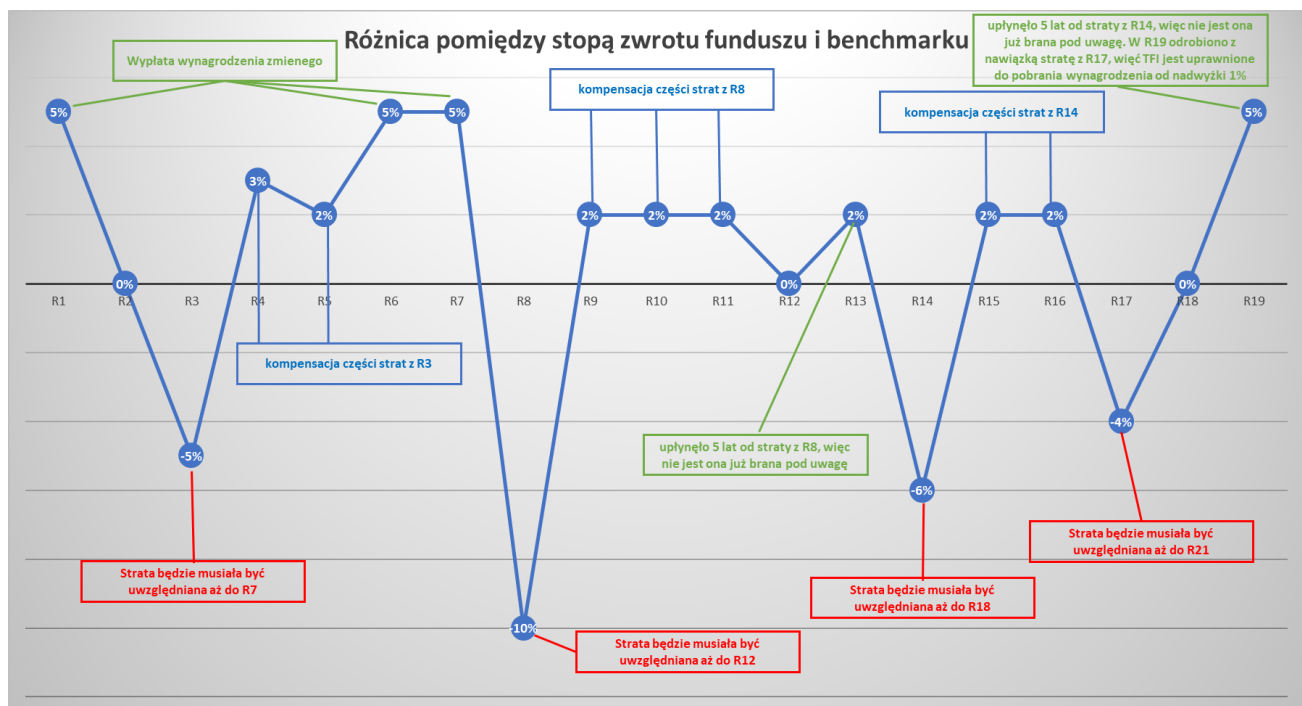 Różnica pomiędzy stopą zwrotu funduszu i benchmarku
upłynęło 5 lat od straty z R14, więc nie jest ona
już brana pod uwagę. W R19 odrobiono z
nawiązką stratę z R17, więć TFI jest uprawnione
do pobrania wynagrodzenia od nadwyżki 1%
Wypłata wynagrodzenia zmienego
kompensacja części strat z R8
kompensacja części strat z R14
5%
0%
-5%
3%
2%
5%
5%
-10%
2%
2%
2%
0%
2%
-6%
2%
2%
-4%
0%
5%
R1
R2
R3
R4
R5
R6
R7
R8
R9
R10
R11
R12
R13
R14
R15
R16
R17
R18
R19
kompensacja części strat z R3
upłynęło 5 lat od straty z R8, więc
nie jest ona już brana pod uwagę
Strata będzie musiała być
uwzględniana aż do R7
Strata będzie musiała być
uwzględniana aż do R12
Strata będzie musiała być
uwzględniana aż do R18
Strata będzie musiała być
uwzględniana aż do R21